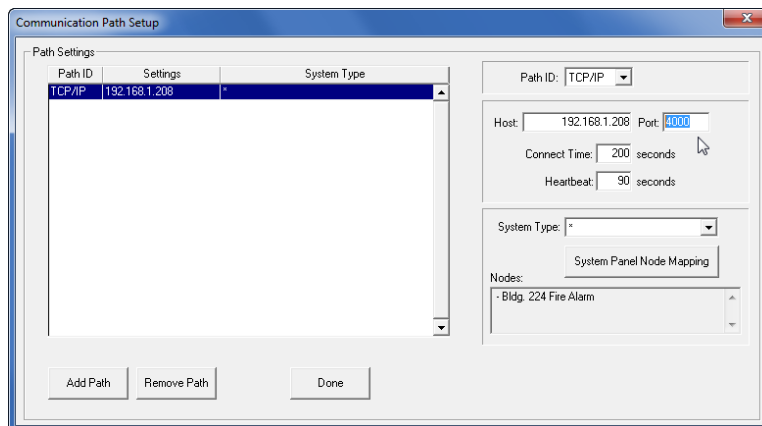 Communication Path Setup
Path Settings
Path ID Settings System Type
TCP/IP 192.168.1.208 *
Path ID: TCP/IP
Host: 192.168.1.208 Port: 4000
Connect Time: 200 seconds
Heartbeat: 90 seconds
System Type: *
System Panel Node Mapping
Nodes:
- Bldg. 224 Fire Alarm
Add Path Remove Path Done